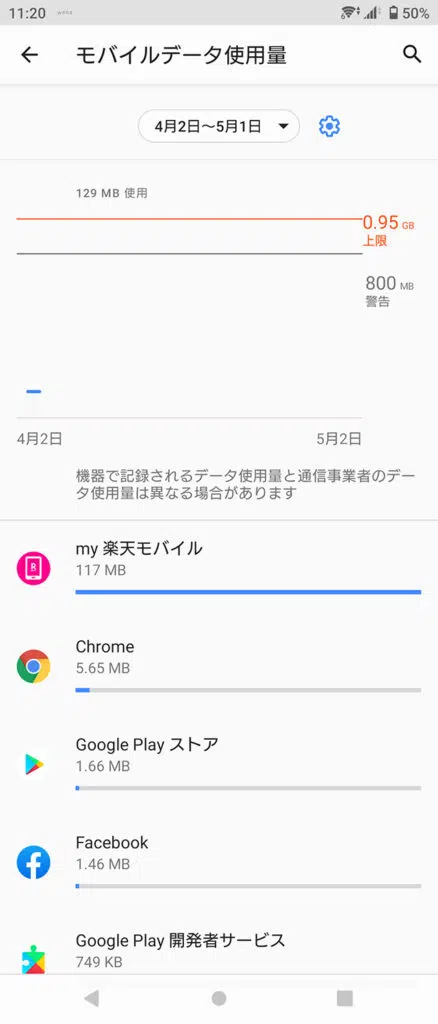 11:20
50%
モバイルデータ使用量
4月2日〜5月1日
129 MB 使用
0.95 GB
上限
800 MB
警告
4月2日
5月2日
機器で記録されるデータ使用量と通信事業者のデー
タ使用量は異なる場合があります
my 楽天モバイル
117 MB
Chrome
5.65 MB
Google Play ストア
1.66 MB
Facebook
1.46 MB
Google Play 開発者サービス
749 KB